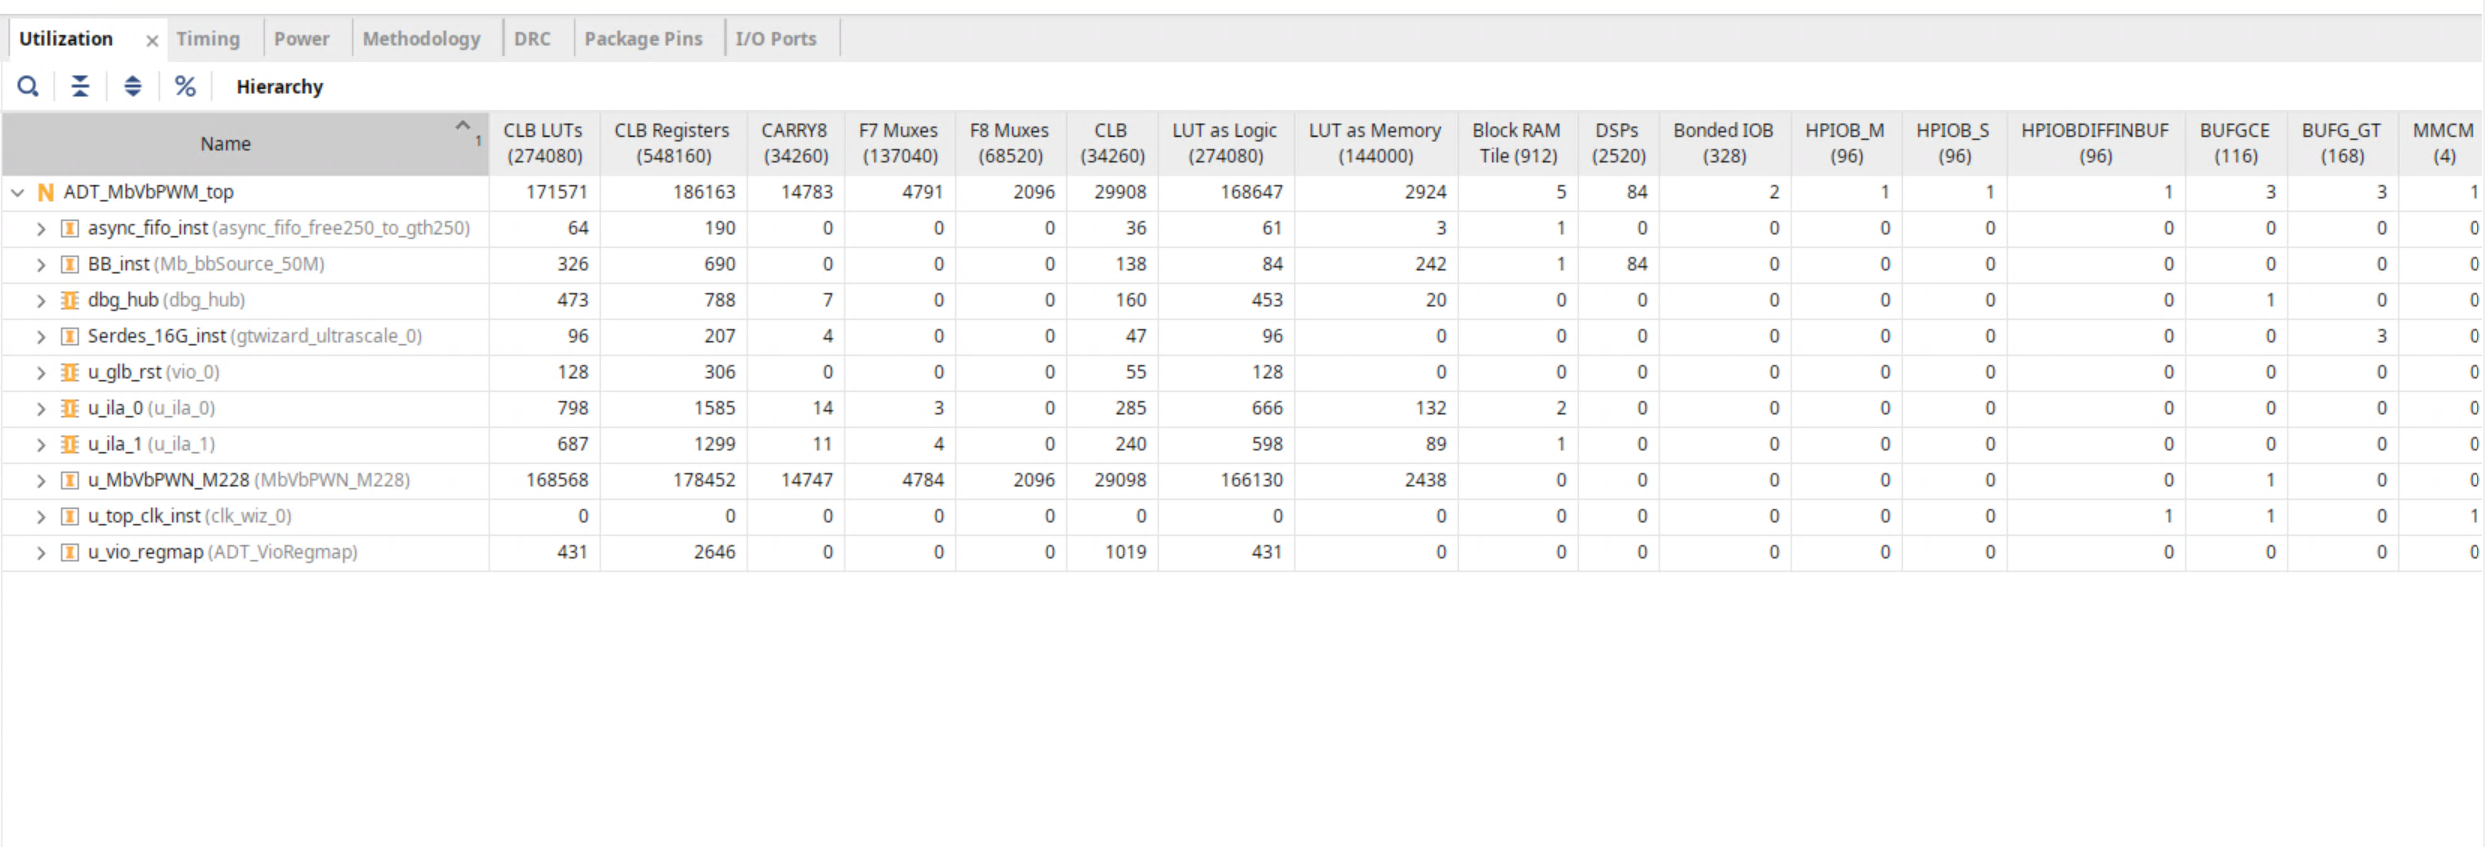 Utilization × Timing Power Methodology DRC Package Pins I/O Ports
% Hierarchy
Name 1 CLB LUTs (274080) CLB Registers (548160) CARRY8 (34260) F7 Muxes (137040) F8 Muxes (68520) CLB (34260) LUT as Logic (274080) LUT as Memory (144000) Block RAM Tile (912) DSPs (2520) Bonded IOB (328) HPIOB_M (96) HPIOB_S (96) HPIOBDIFFINBUF (96) BUFGCE (116) BUFG_GT (168) MMCM (4)
N ADT_MbVbPWM_top 171571 186163 14783 4791 2096 29908 168647 2924 5 84 2 1 1 1 3 3 1
I async_fifo_inst (async_fifo_free250_to_gth250) 64 190 0 0 0 36 61 3 1 0 0 0 0 0 0 0 0
I BB_inst (Mb_bbSource_50M) 326 690 0 0 0 138 84 242 1 84 0 0 0 0 0 0 0
I dbg_hub (dbg_hub) 473 788 7 0 0 160 453 20 0 0 0 0 0 0 1 0 0
I Serdes_16G_inst (gtwizard_ultrascale_0) 96 207 4 0 0 47 96 0 0 0 0 0 0 0 0 3 0
I u_glb_rst (vio_0) 128 306 0 0 0 55 128 0 0 0 0 0 0 0 0 0 0
I u_ila_0 (u_ila_0) 798 1585 14 3 0 285 666 132 2 0 0 0 0 0 0 0 0
I u_ila_1 (u_ila_1) 687 1299 11 4 0 240 598 89 1 0 0 0 0 0 0 0 0
I u_MbVbPWN_M228 (MbVbPWN_M228) 168568 178452 14747 4784 2096 29098 166130 2438 0 0 0 0 0 0 1 0 0
I u_top_clk_inst (clk_wiz_0) 0 0 0 0 0 0 0 0 0 0 0 0 0 1 1 0 1
I u_vio_regmap (ADT_VioRegmap) 431 2646 0 0 0 1019 431 0 0 0 0 0 0 0 0 0 0